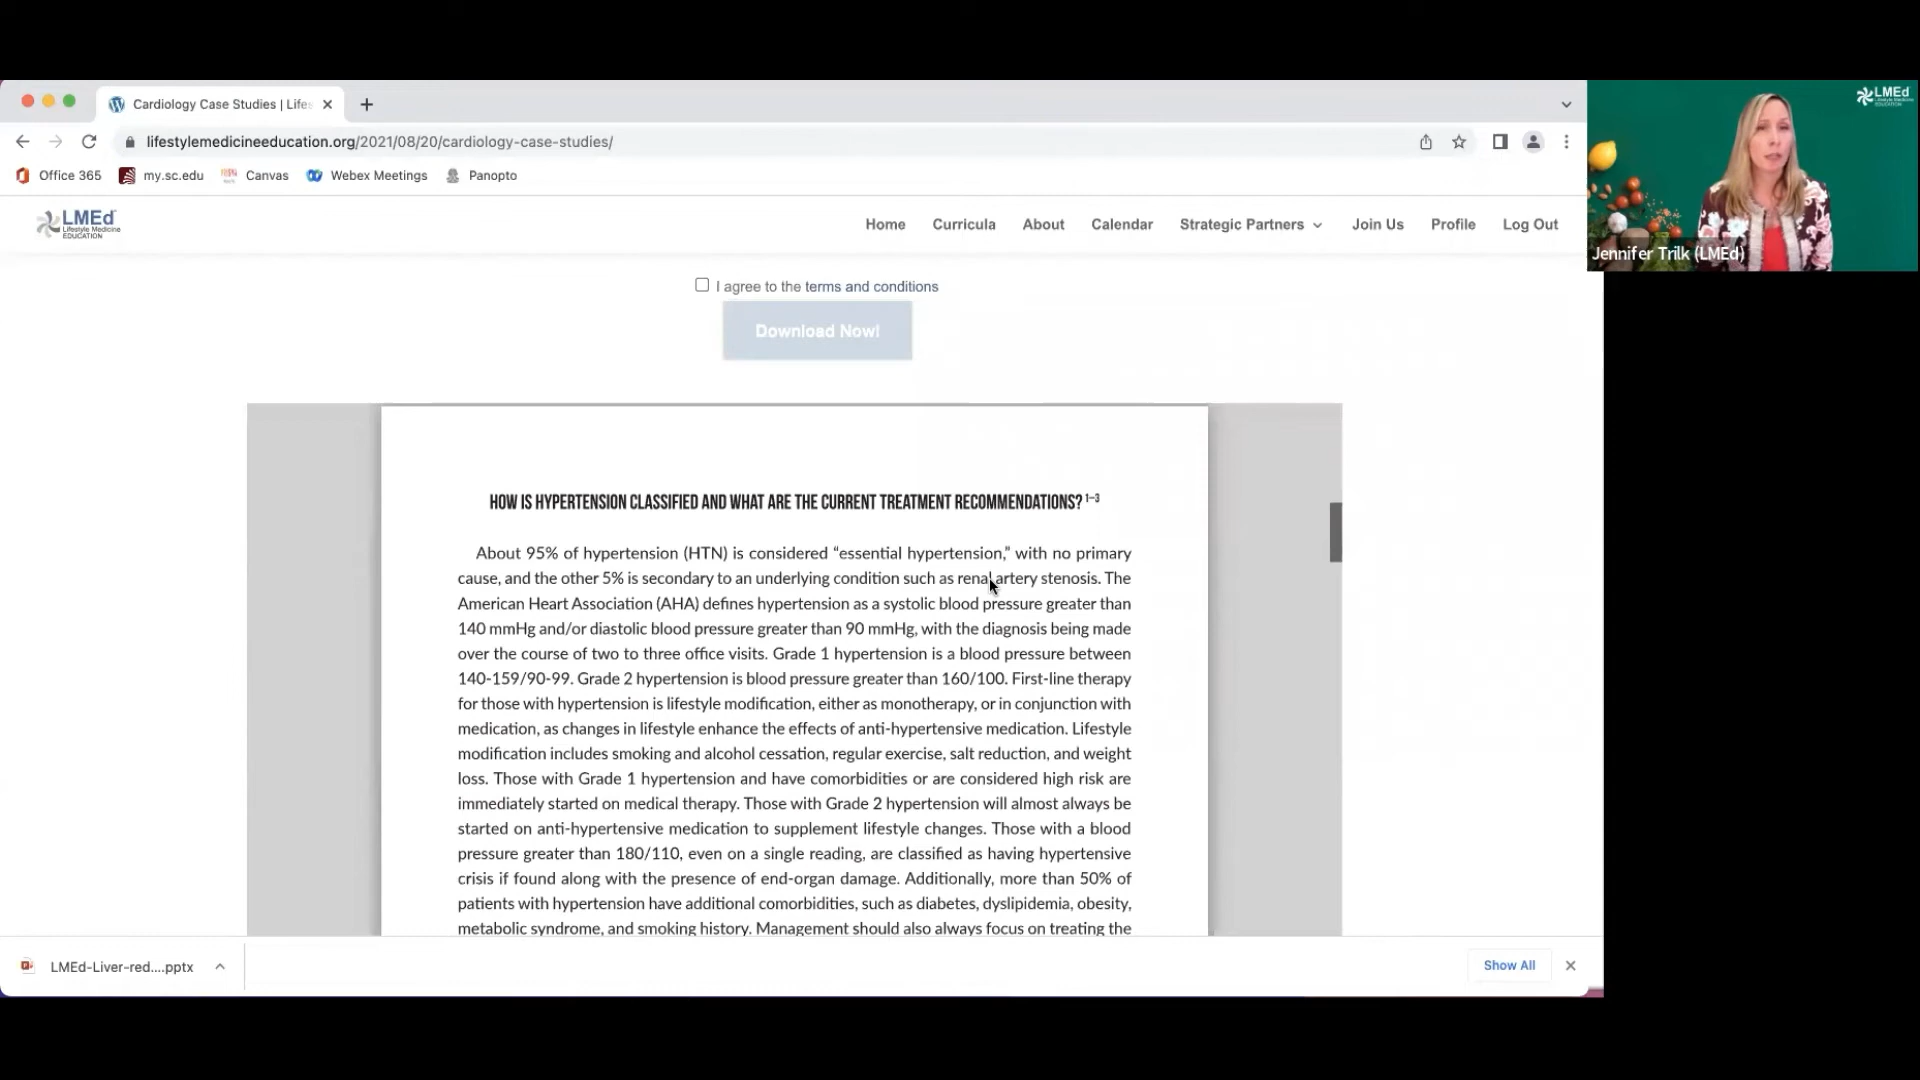 Cardiology Case Studies | Lifes
lifestylemedicineeducation.org/2021/08/20/cardiology-case-studies/
Office 365 my.sc.edu Canvas Webex Meetings Panopto
LMEd
Lifestyle Medicine
EDUCATION
Home Curricula About Calendar Strategic Partners Join Us Profile Log Out
LMEd
Lifestyle Medicine
EDUCATION
Jennifer Trilk (LMEd)
I agree to the terms and conditions
Download Now!
HOW IS HYPERTENSION CLASSIFIED AND WHAT ARE THE CURRENT TREATMENT RECOMMENDATIONS? 1–3
About 95% of hypertension (HTN) is considered “essential hypertension,” with no primary
cause, and the other 5% is secondary to an underlying condition such as renal artery stenosis. The
American Heart Association (AHA) defines hypertension as a systolic blood pressure greater than
140 mmHg and/or diastolic blood pressure greater than 90 mmHg, with the diagnosis being made
over the course of two to three office visits. Grade 1 hypertension is a blood pressure between
140-159/90-99. Grade 2 hypertension is blood pressure greater than 160/100. First-line therapy
for those with hypertension is lifestyle modification, either as monotherapy, or in conjunction with
medication, as changes in lifestyle enhance the effects of anti-hypertensive medication. Lifestyle
modification includes smoking and alcohol cessation, regular exercise, salt reduction, and weight
loss. Those with Grade 1 hypertension and have comorbidities or are considered high risk are
immediately started on medical therapy. Those with Grade 2 hypertension will almost always be
started on anti-hypertensive medication to supplement lifestyle changes. Those with a blood
pressure greater than 180/110, even on a single reading, are classified as having hypertensive
crisis if found along with the presence of end-organ damage. Additionally, more than 50% of
patients with hypertension have additional comorbidities, such as diabetes, dyslipidemia, obesity,
metabolic syndrome, and smoking history. Management should also always focus on treating the
LMEd-Liver-red....pptx
Show All